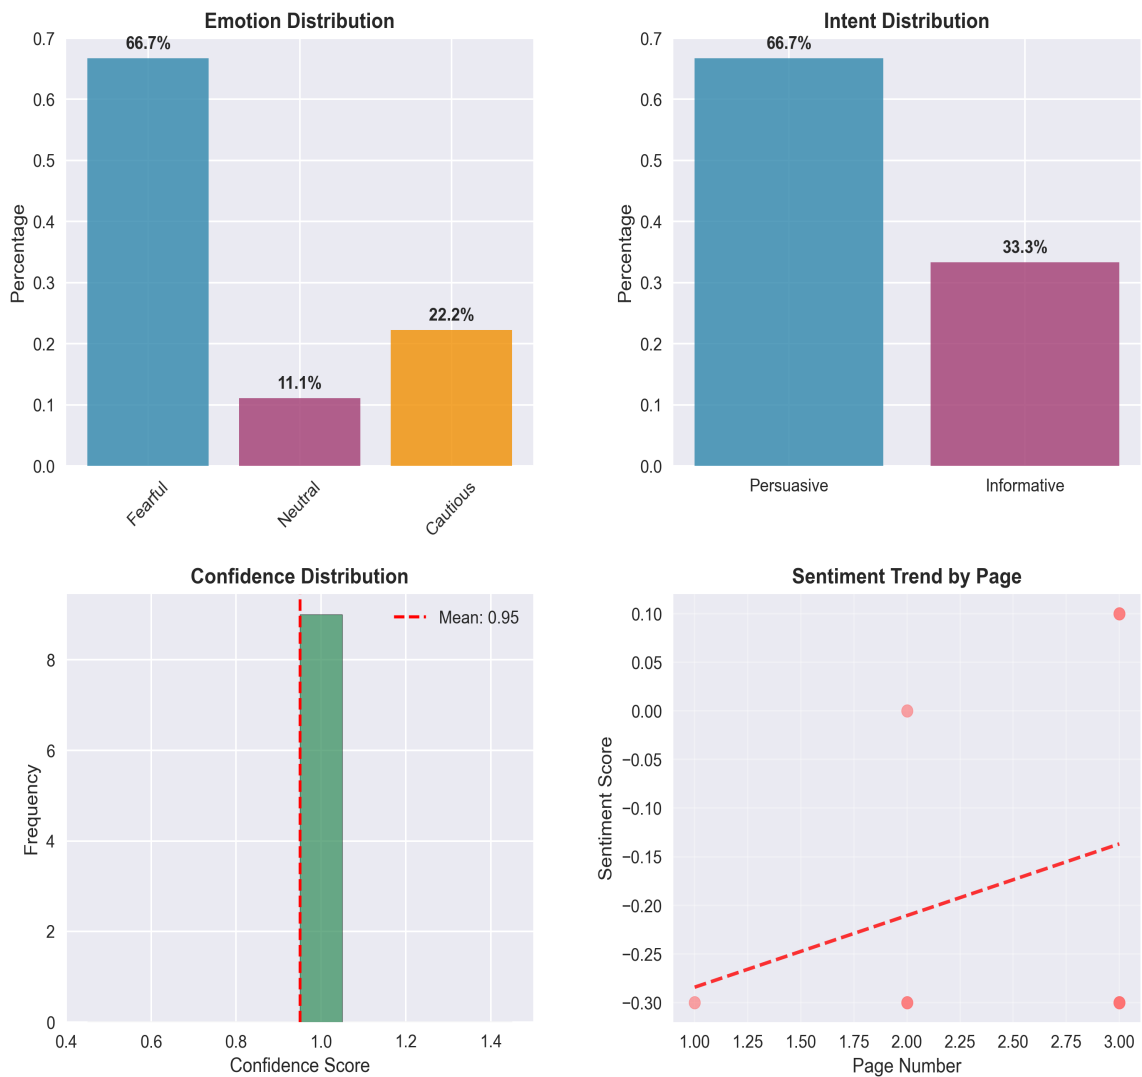 Emotion Distribution
0.7
0.6
0.5
0.4
0.3
0.2
0.1
0.0
Percentage
66.7%
11.1%
22.2%
Fearful
Neutral
Cautious
Intent Distribution
0.7
0.6
0.5
0.4
0.3
0.2
0.1
0.0
Percentage
66.7%
33.3%
Persuasive
Informative
Confidence Distribution
8
6
4
2
0
Frequency
Mean: 0.95
0.4 0.6 0.8 1.0 1.2 1.4
Confidence Score
Sentiment Trend by Page
0.10
0.05
0.00
−0.05
−0.10
−0.15
−0.20
−0.25
−0.30
Sentiment Score
1.00 1.25 1.50 1.75 2.00 2.25 2.50 2.75 3.00
Page Number